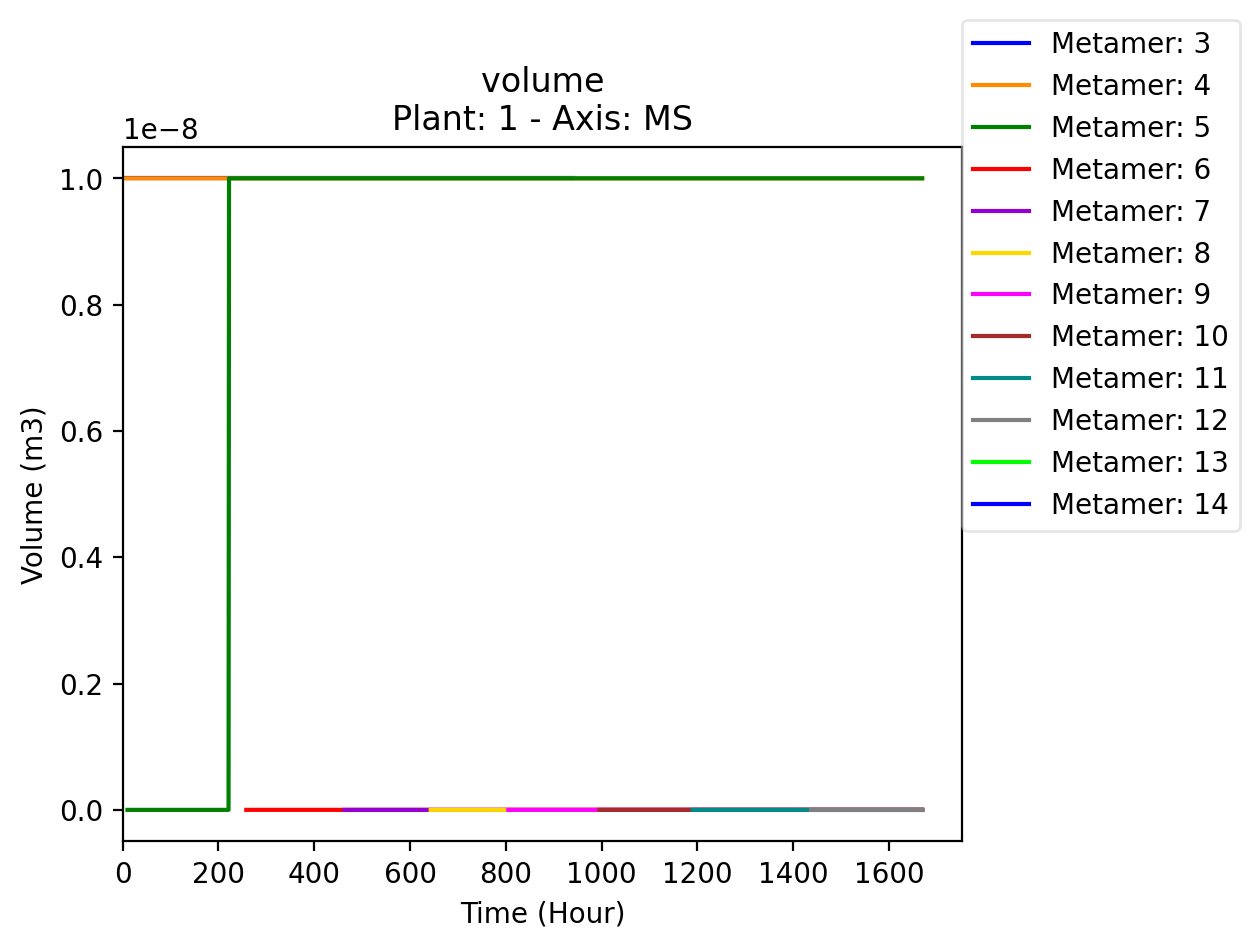 volume
Plant: 1 - Axis: MS
1e−8
1.0
0.8
0.6
0.4
0.2
0.0
Volume (m3)
0 200 400 600 800 1000 1200 1400 1600
Time (Hour)
Metamer: 3
Metamer: 4
Metamer: 5
Metamer: 6
Metamer: 7
Metamer: 8
Metamer: 9
Metamer: 10
Metamer: 11
Metamer: 12
Metamer: 13
Metamer: 14